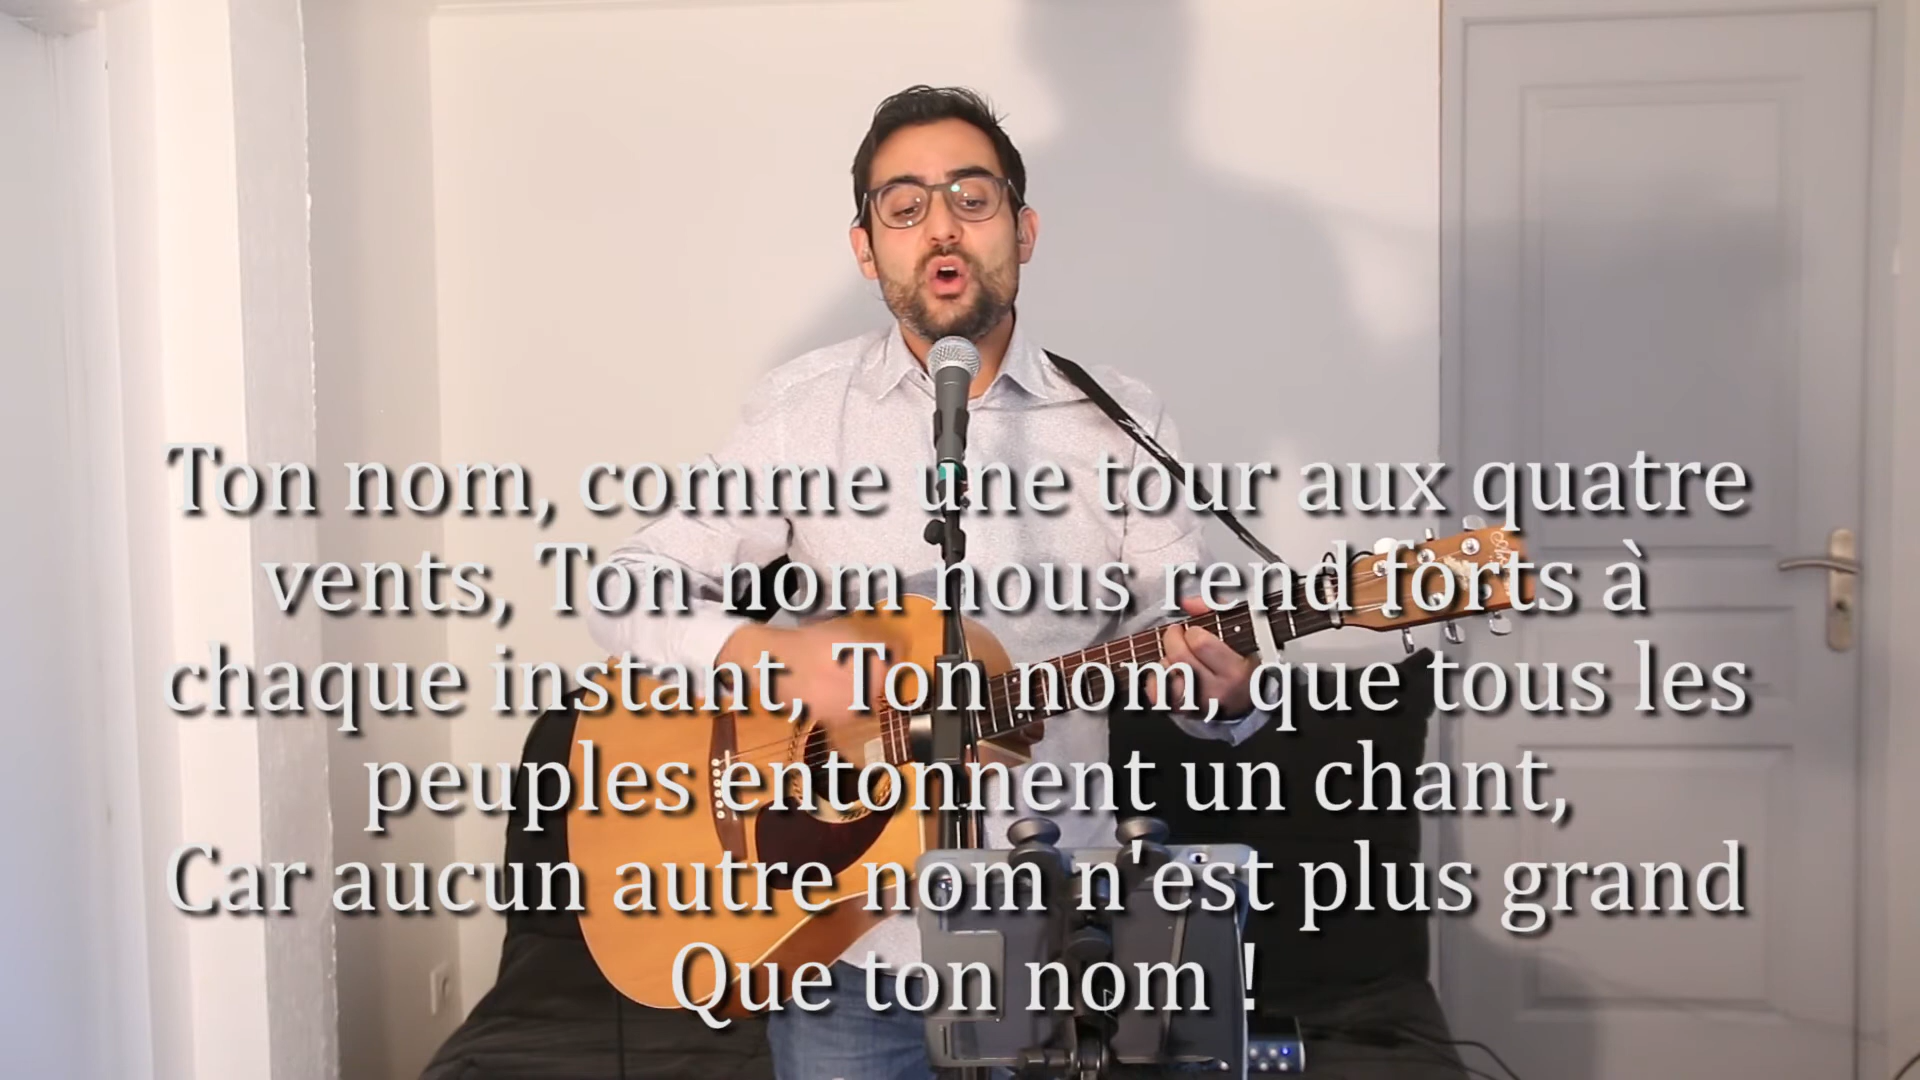 Ton nom, comme une tour aux quatre
vents, Ton nom nous rend forts à
chaque instant, Ton nom, que tous les
peuples entonnent un chant,
Car aucun autre nom n'est plus grand
Que ton nom !